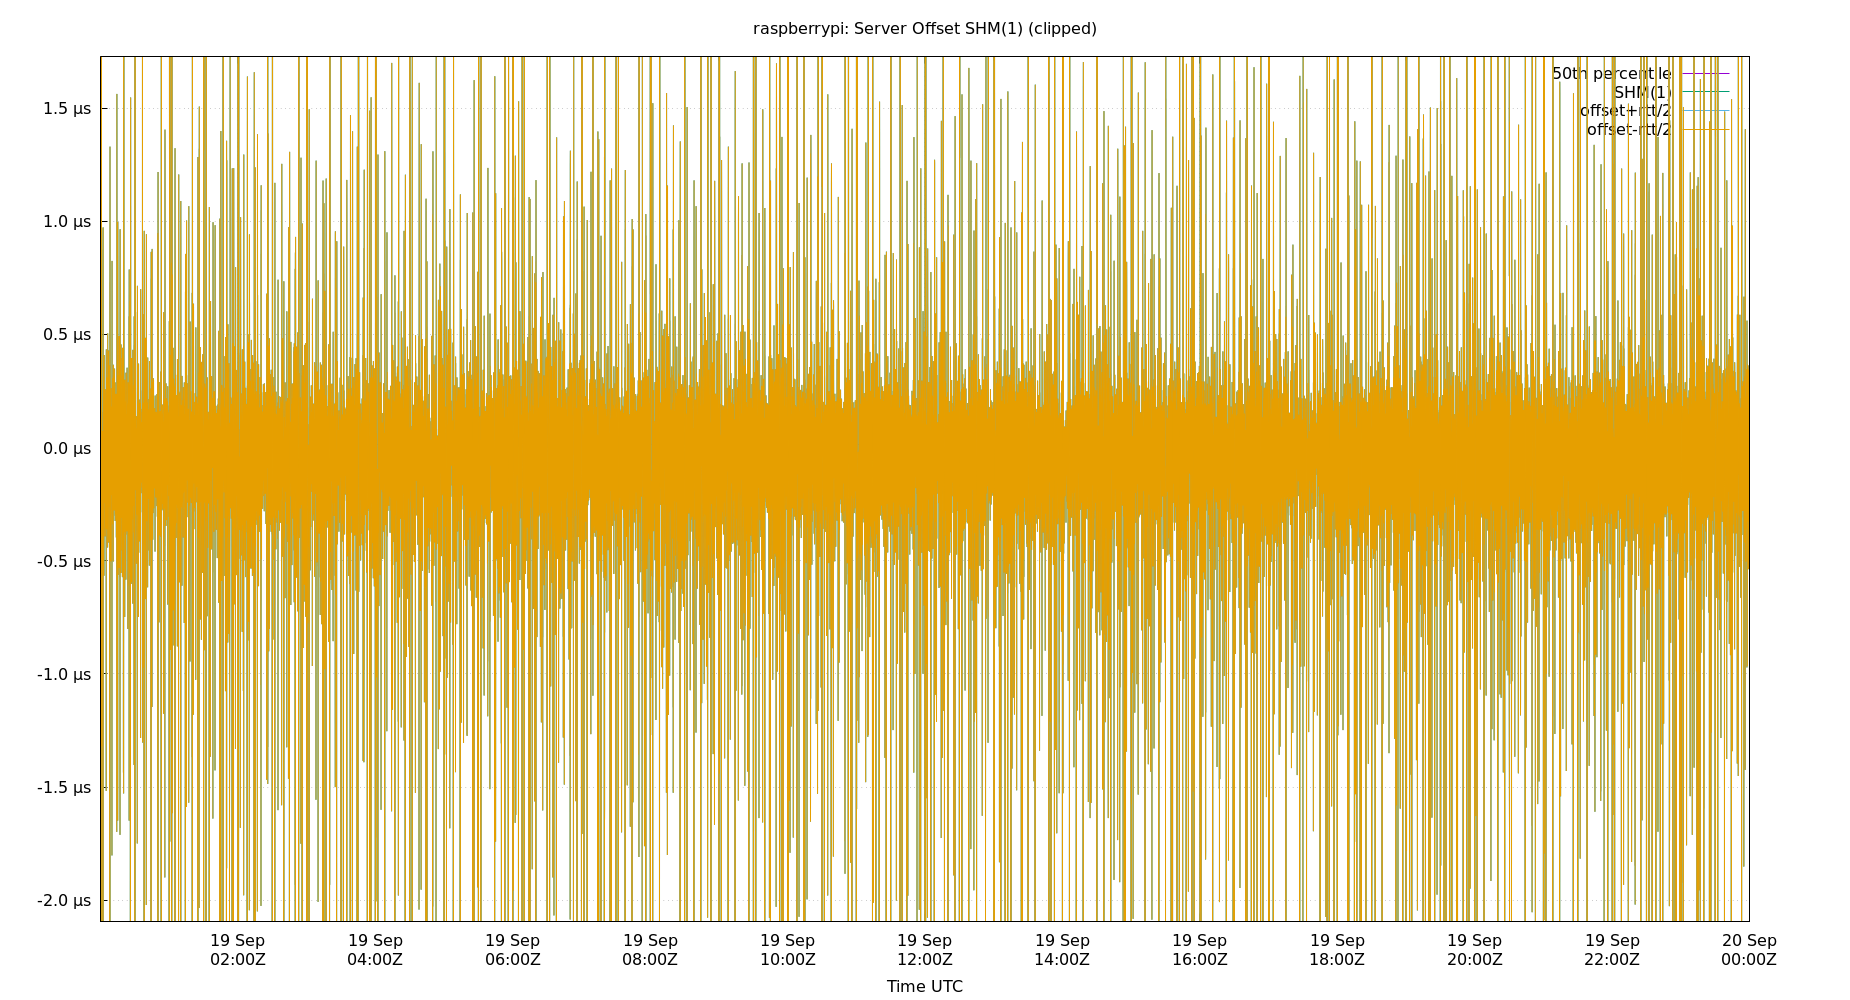 raspberrypi: Server Offset SHM(1) (clipped)
50th percentile
SHM(1)
offset+rtt/2
offset-rtt/2
1.5 µs
1.0 µs
0.5 µs
0.0 µs
-0.5 µs
-1.0 µs
-1.5 µs
-2.0 µs
19 Sep 19 Sep 19 Sep 19 Sep 19 Sep 19 Sep 19 Sep 19 Sep 19 Sep 19 Sep 19 Sep 20 Sep
02:00Z 04:00Z 06:00Z 08:00Z 10:00Z 12:00Z 14:00Z 16:00Z 18:00Z 20:00Z 22:00Z 00:00Z
Time UTC